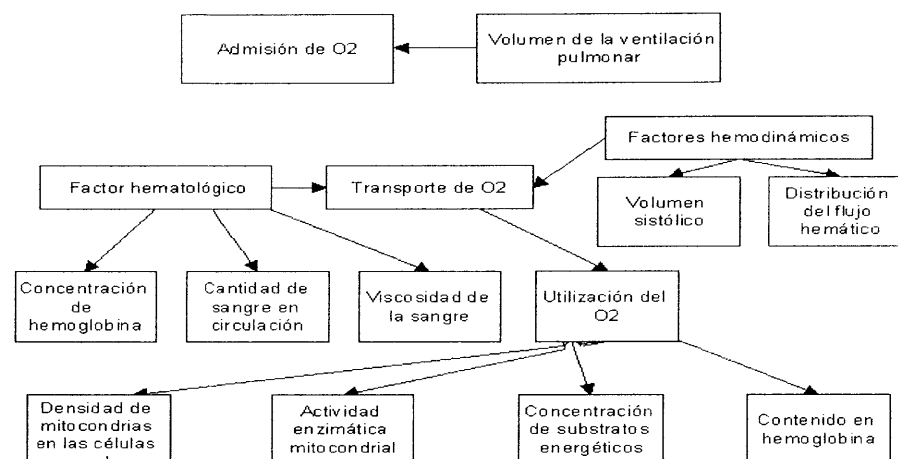 Admisión de O2
Volumen de la ventilación
pulmonar
Factores hemodinámicos
Factor hematológico
Transporte de O2
Volumen
sistólico
Distribución
del flujo
hemático
Concentración
de
hemoglobina
Cantidad de
sangre en
circulación
Viscosidad de
la sangre
Utilización del
O2
Densidad de
mitocondrias
en las células
Actividad
enzimática
mitocondrial
Concentración
de substratos
energéticos
Contenido en
hemoglobina